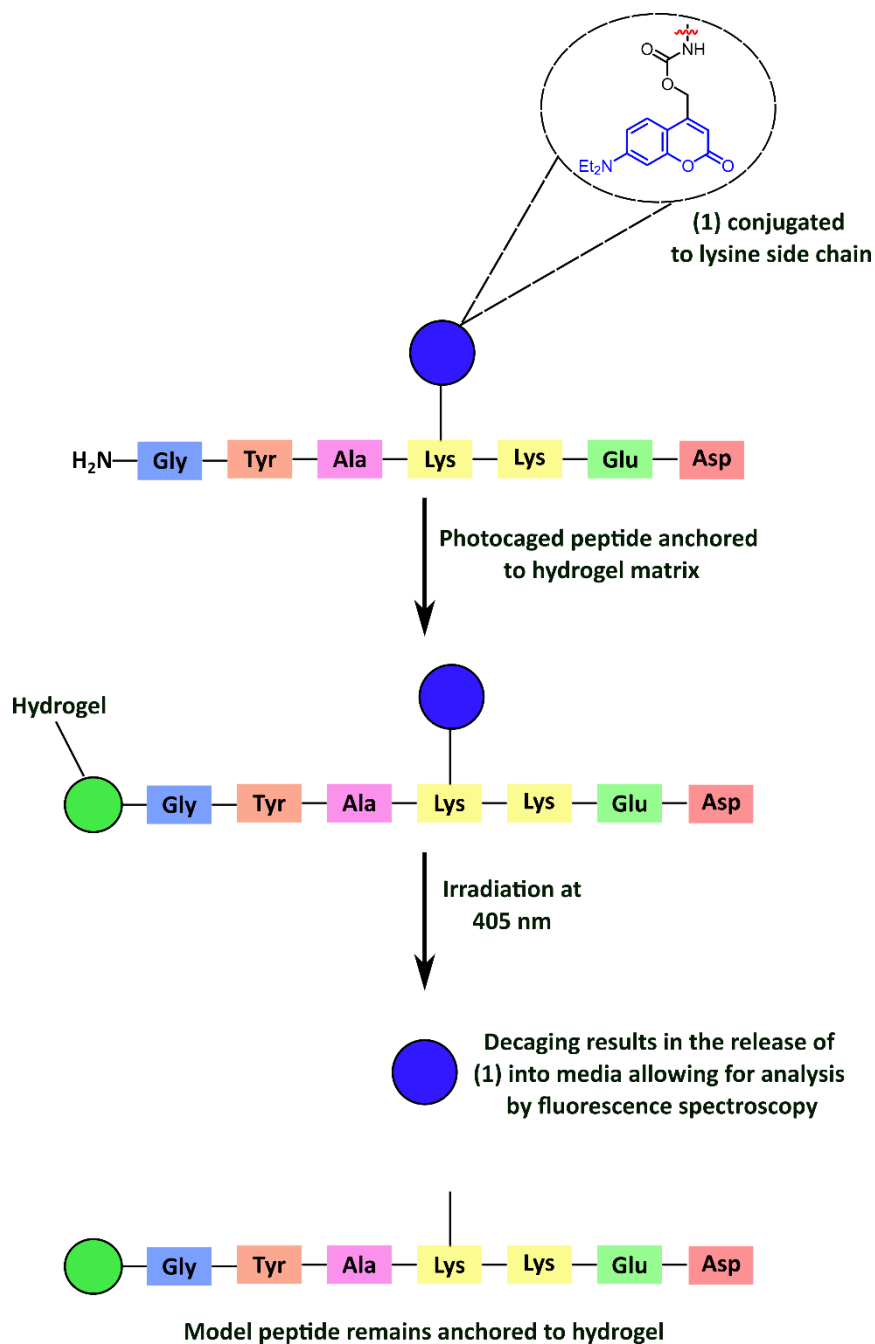 NH
O
O
Et₂N
O
O
(1) conjugated
to lysine side chain
H₂N Gly Tyr Ala Lys Lys Glu Asp
Photocaged peptide anchored
to hydrogel matrix
Hydrogel
Gly Tyr Ala Lys Lys Glu Asp
Irradiation at
405 nm
Decaging results in the release of
(1) into media allowing for analysis
by fluorescence spectroscopy
Gly Tyr Ala Lys Lys Glu Asp
Model peptide remains anchored to hydrogel